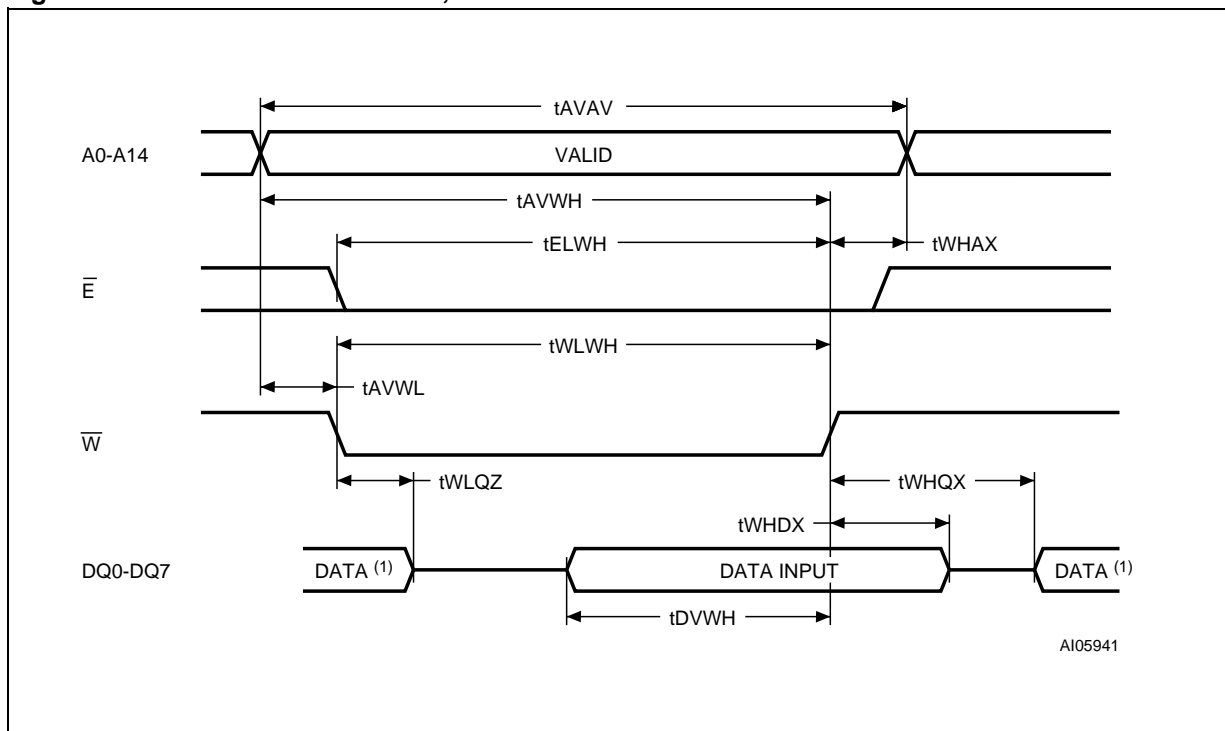 tAVAV
A0-A14
VALID
tAVWH
tELWH
tWHAX
E̅
tWLWH
tAVWL
W̅
tWLQZ
tWHQX
tWHDX
DQ0-DQ7
DATA (1)
DATA INPUT
DATA (1)
tDVWH
AI05941